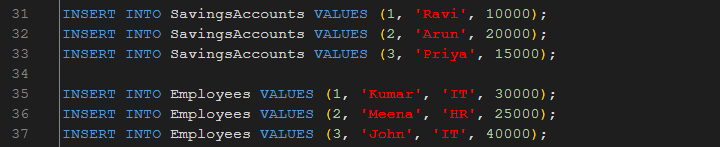 31 INSERT INTO SavingsAccounts VALUES (1, 'Ravi', 10000);
32 INSERT INTO SavingsAccounts VALUES (2, 'Arun', 20000);
33 INSERT INTO SavingsAccounts VALUES (3, 'Priya', 15000);
34
35 INSERT INTO Employees VALUES (1, 'Kumar', 'IT', 30000);
36 INSERT INTO Employees VALUES (2, 'Meena', 'HR', 25000);
37 INSERT INTO Employees VALUES (3, 'John', 'IT', 40000);